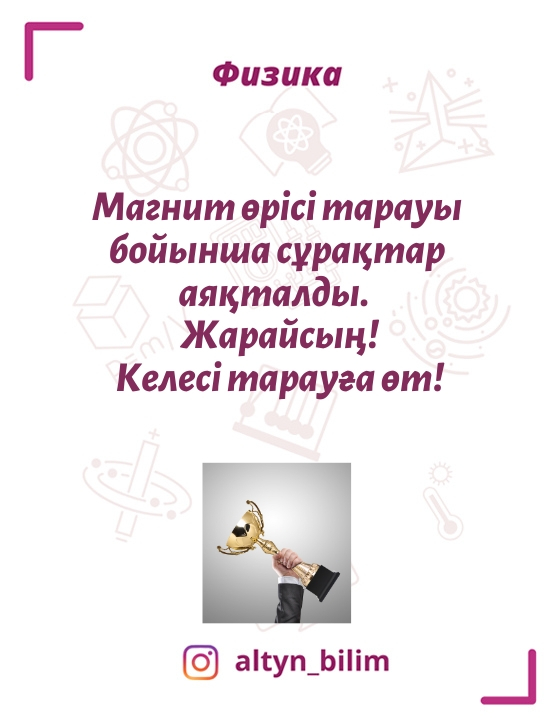 Физика
Магнит өрісі тарауы
бойынша сұрақтар
аяқталды.
Жарайсың!
Келесі тарауға өт!
altyn_bilim